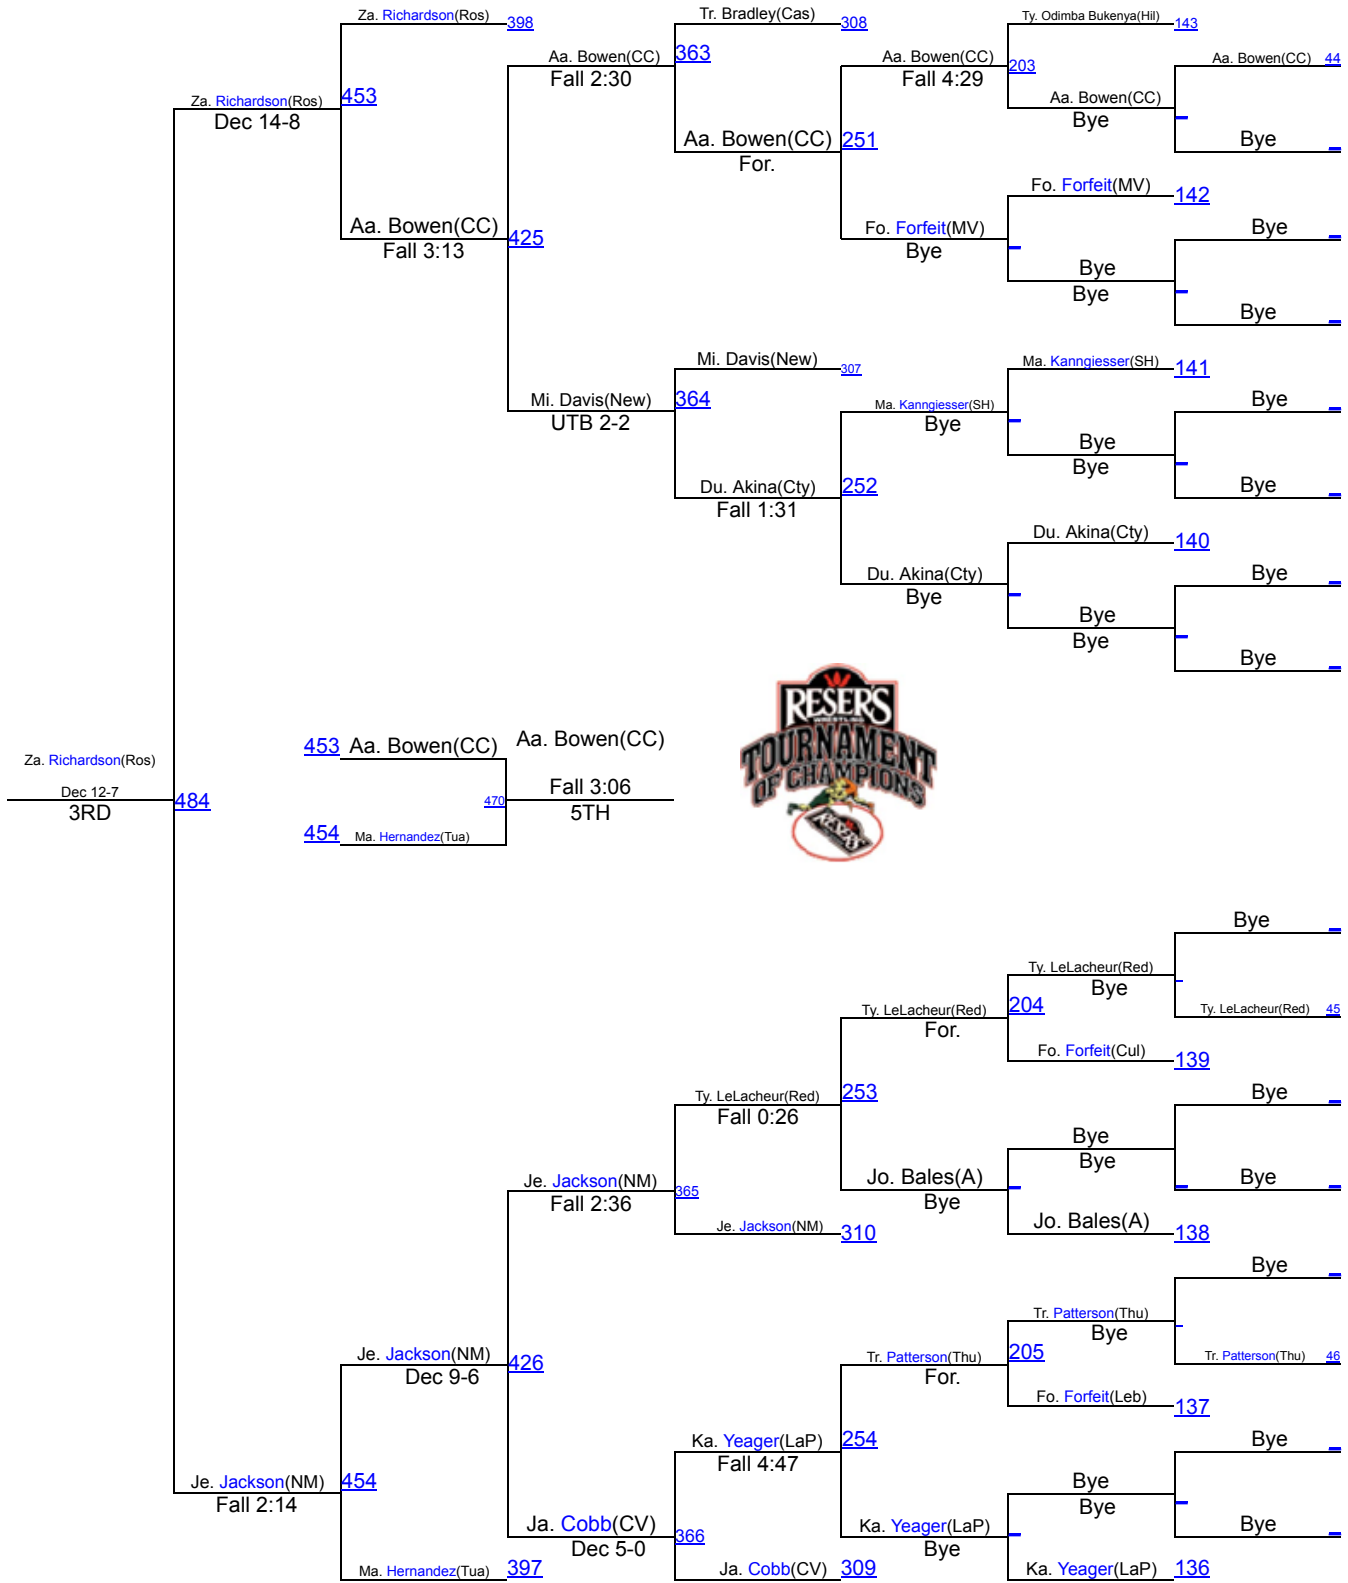 Za. Richardson(Ros) 398
Tr. Bradley(Cas) 308
Ty. Odimba Bukenya(Hil) 143
Aa. Bowen(CC) 363
Fall 2:30
Aa. Bowen(CC) 203
Fall 4:29
Aa. Bowen(CC) 44
Za. Richardson(Ros) 453
Dec 14-8
Aa. Bowen(CC)
Bye
Aa. Bowen(CC) 251
For.
Bye
Fo. Forfeit(MV) 142
Aa. Bowen(CC) 425
Fall 3:13
Fo. Forfeit(MV)
Bye
Bye
Bye
Bye
Bye
Mi. Davis(New) 307
Ma. Kanngiesser(SH) 141
Mi. Davis(New) 364
UTB 2-2
Ma. Kanngiesser(SH)
Bye
Bye
Bye
Bye
Du. Akina(Cty) 252
Fall 1:31
Bye
Du. Akina(Cty) 140
Du. Akina(Cty)
Bye
Bye
Bye
Bye
Bye
RESER'S
WRESTLING
TOURNAMENT
OF CHAMPIONS
RESER'S
453 Aa. Bowen(CC) Aa. Bowen(CC)
Za. Richardson(Ros)
Dec 12-7
3RD
484
470
Fall 3:06
5TH
454 Ma. Hernandez(Tua)
Bye
Ty. LeLacheur(Red)
Bye
Ty. LeLacheur(Red) 204
For.
Ty. LeLacheur(Red) 45
Fo. Forfeit(Cul) 139
Ty. LeLacheur(Red) 253
Fall 0:26
Bye
Bye
Bye
Je. Jackson(NM) 365
Fall 2:36
Jo. Bales(A)
Bye
Bye
Je. Jackson(NM) 310
Jo. Bales(A) 138
Bye
Tr. Patterson(Thu)
Bye
Je. Jackson(NM) 426
Dec 9-6
Tr. Patterson(Thu) 205
For.
Tr. Patterson(Thu) 46
Fo. Forfeit(Leb) 137
Ka. Yeager(LaP) 254
Fall 4:47
Bye
Je. Jackson(NM) 454
Fall 2:14
Bye
Bye
Ja. Cobb(CV) 366
Dec 5-0
Ka. Yeager(LaP)
Bye
Bye
Ma. Hernandez(Tua) 397
Ja. Cobb(CV) 309
Ka. Yeager(LaP) 136